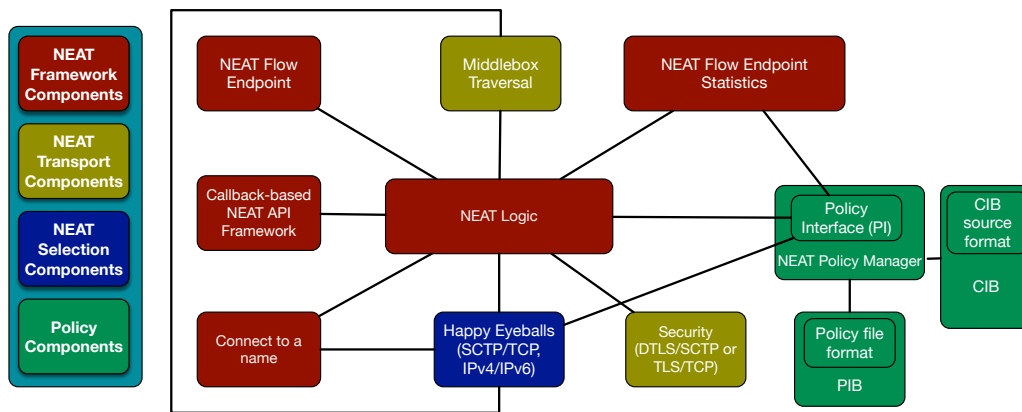 NEAT
Framework
Components
NEAT
Transport
Components
NEAT
Selection
Components
Policy
Components
NEAT Flow
Endpoint
Middlebox
Traversal
NEAT Flow Endpoint
Statistics
Callback-based
NEAT API
Framework
NEAT Logic
Policy
Interface (PI)
NEAT Policy Manager
CIB
source
format
CIB
Connect to a
name
Happy Eyeballs
(SCTP/TCP,
IPv4/IPv6)
Security
(DTLS/SCTP or
TLS/TCP)
Policy file
format
PIB